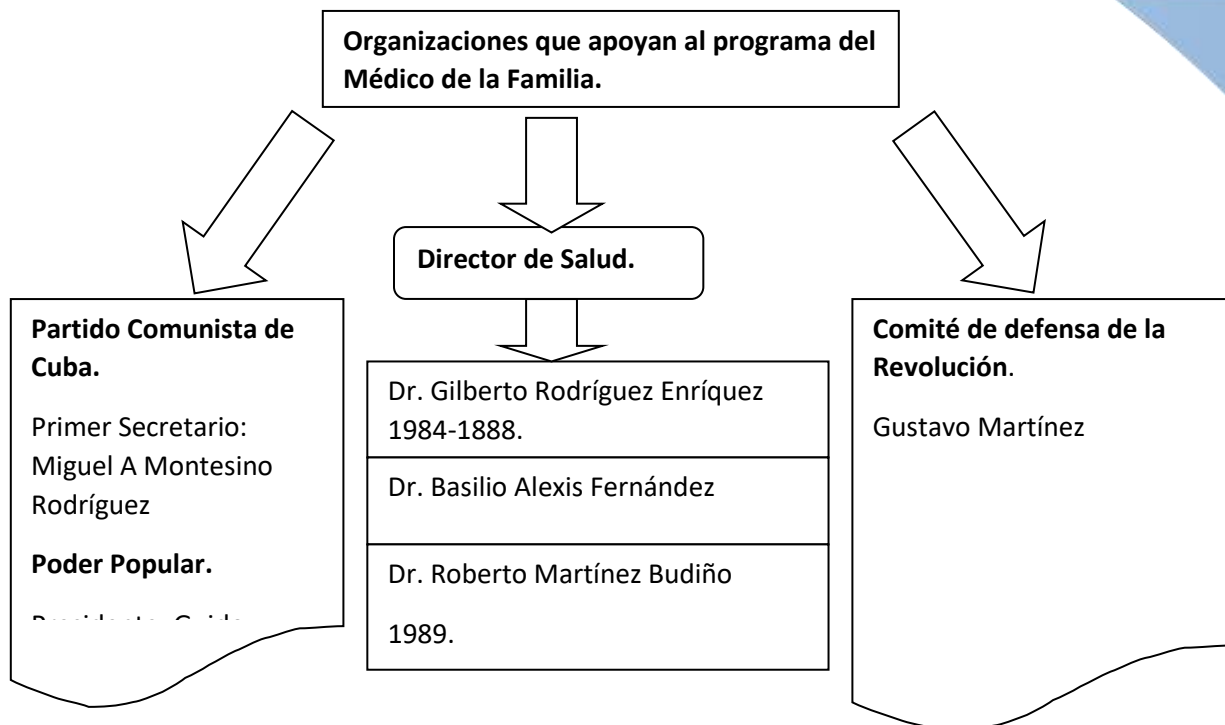 Organizaciones que apoyan al programa del
Médico de la Familia.
Director de Salud.
Partido Comunista de
Cuba.
Primer Secretario:
Miguel A Montesino
Rodríguez
Poder Popular.
Dr. Gilberto Rodríguez Enríquez
1984-1888.
Dr. Basilio Alexis Fernández
Dr. Roberto Martínez Budiño
1989.
Comité de defensa de la
Revolución.
Gustavo Martínez